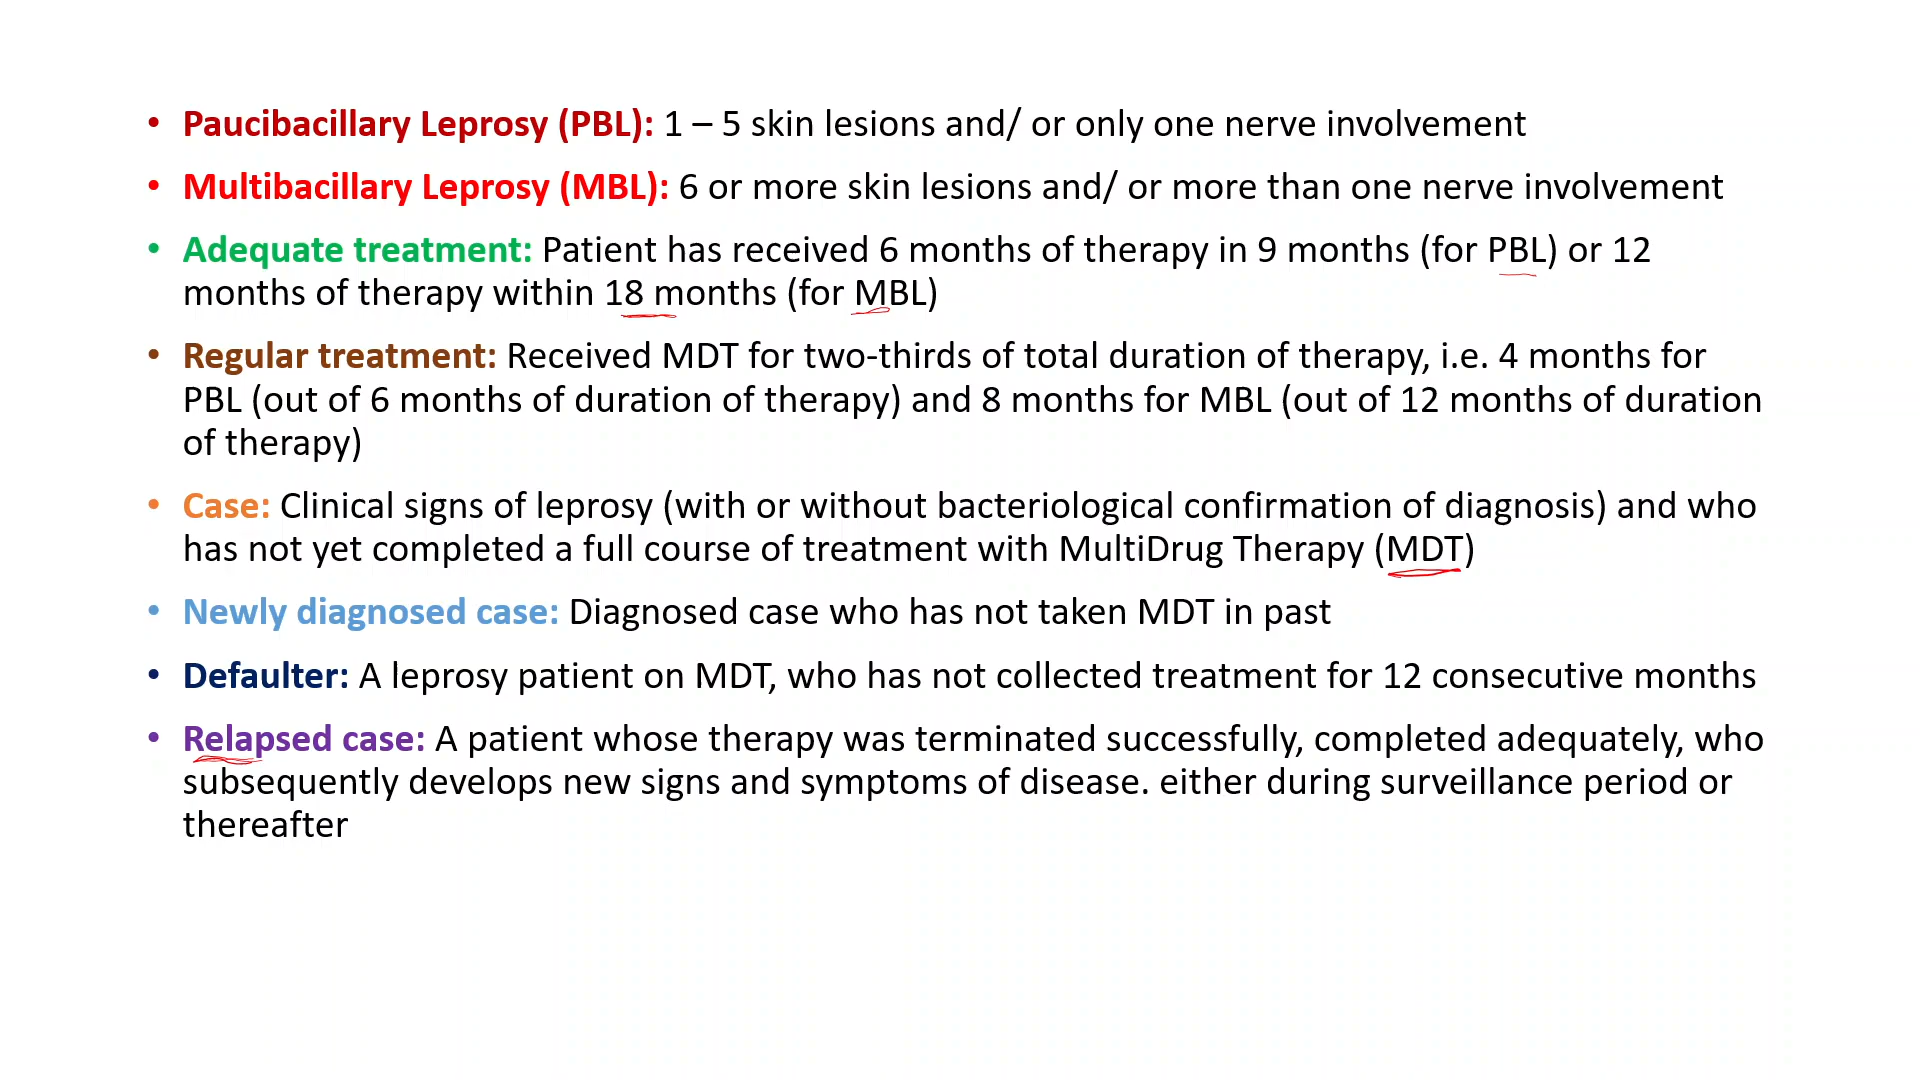 • Paucibacillary Leprosy (PBL): 1 – 5 skin lesions and/ or only one nerve involvement
• Multibacillary Leprosy (MBL): 6 or more skin lesions and/ or more than one nerve involvement
• Adequate treatment: Patient has received 6 months of therapy in 9 months (for PBL) or 12
months of therapy within 18 months (for MBL)
• Regular treatment: Received MDT for two-thirds of total duration of therapy, i.e. 4 months for
PBL (out of 6 months of duration of therapy) and 8 months for MBL (out of 12 months of duration
of therapy)
• Case: Clinical signs of leprosy (with or without bacteriological confirmation of diagnosis) and who
has not yet completed a full course of treatment with MultiDrug Therapy (MDT)
• Newly diagnosed case: Diagnosed case who has not taken MDT in past
• Defaulter: A leprosy patient on MDT, who has not collected treatment for 12 consecutive months
• Relapsed case: A patient whose therapy was terminated successfully, completed adequately, who
subsequently develops new signs and symptoms of disease. either during surveillance period or
thereafter